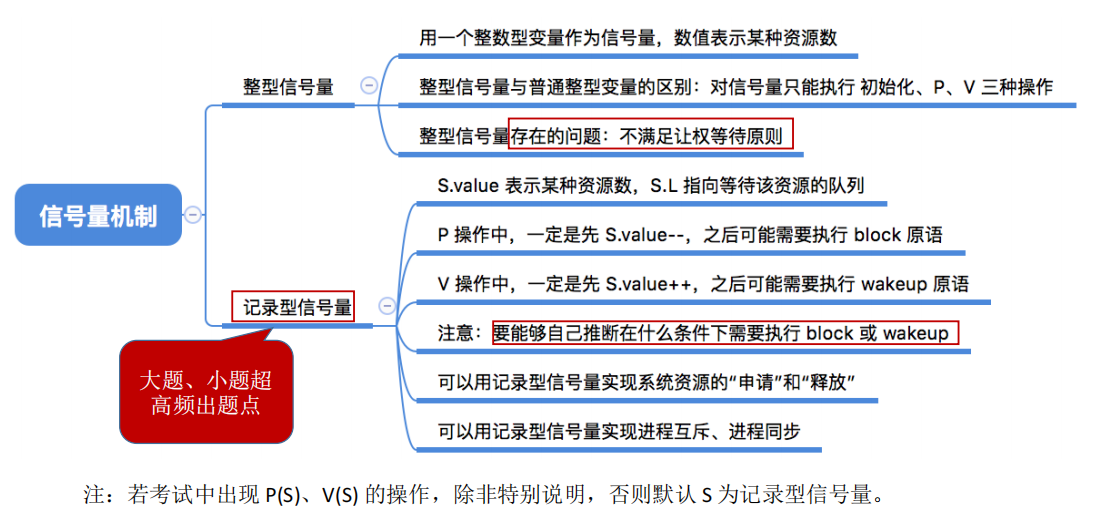 信号量机制
整型信号量
用一个整数型变量作为信号量，数值表示某种资源数
整型信号量与普通整型变量的区别：对信号量只能执行 初始化、P、V 三种操作
整型信号量存在的问题：不满足让权等待原则
记录型信号量
S.value 表示某种资源数，S.L 指向等待该资源的队列
P 操作中，一定是先 S.value--，之后可能需要执行 block 原语
V 操作中，一定是先 S.value++，之后可能需要执行 wakeup 原语
注意：要能够自己推断在什么条件下需要执行 block 或 wakeup
可以用记录型信号量实现系统资源的“申请”和“释放”
可以用记录型信号量实现进程互斥、进程同步
大题、小题超
高频出题点
注：若考试中出现 P(S)、V(S) 的操作，除非特别说明，否则默认 S 为记录型信号量。